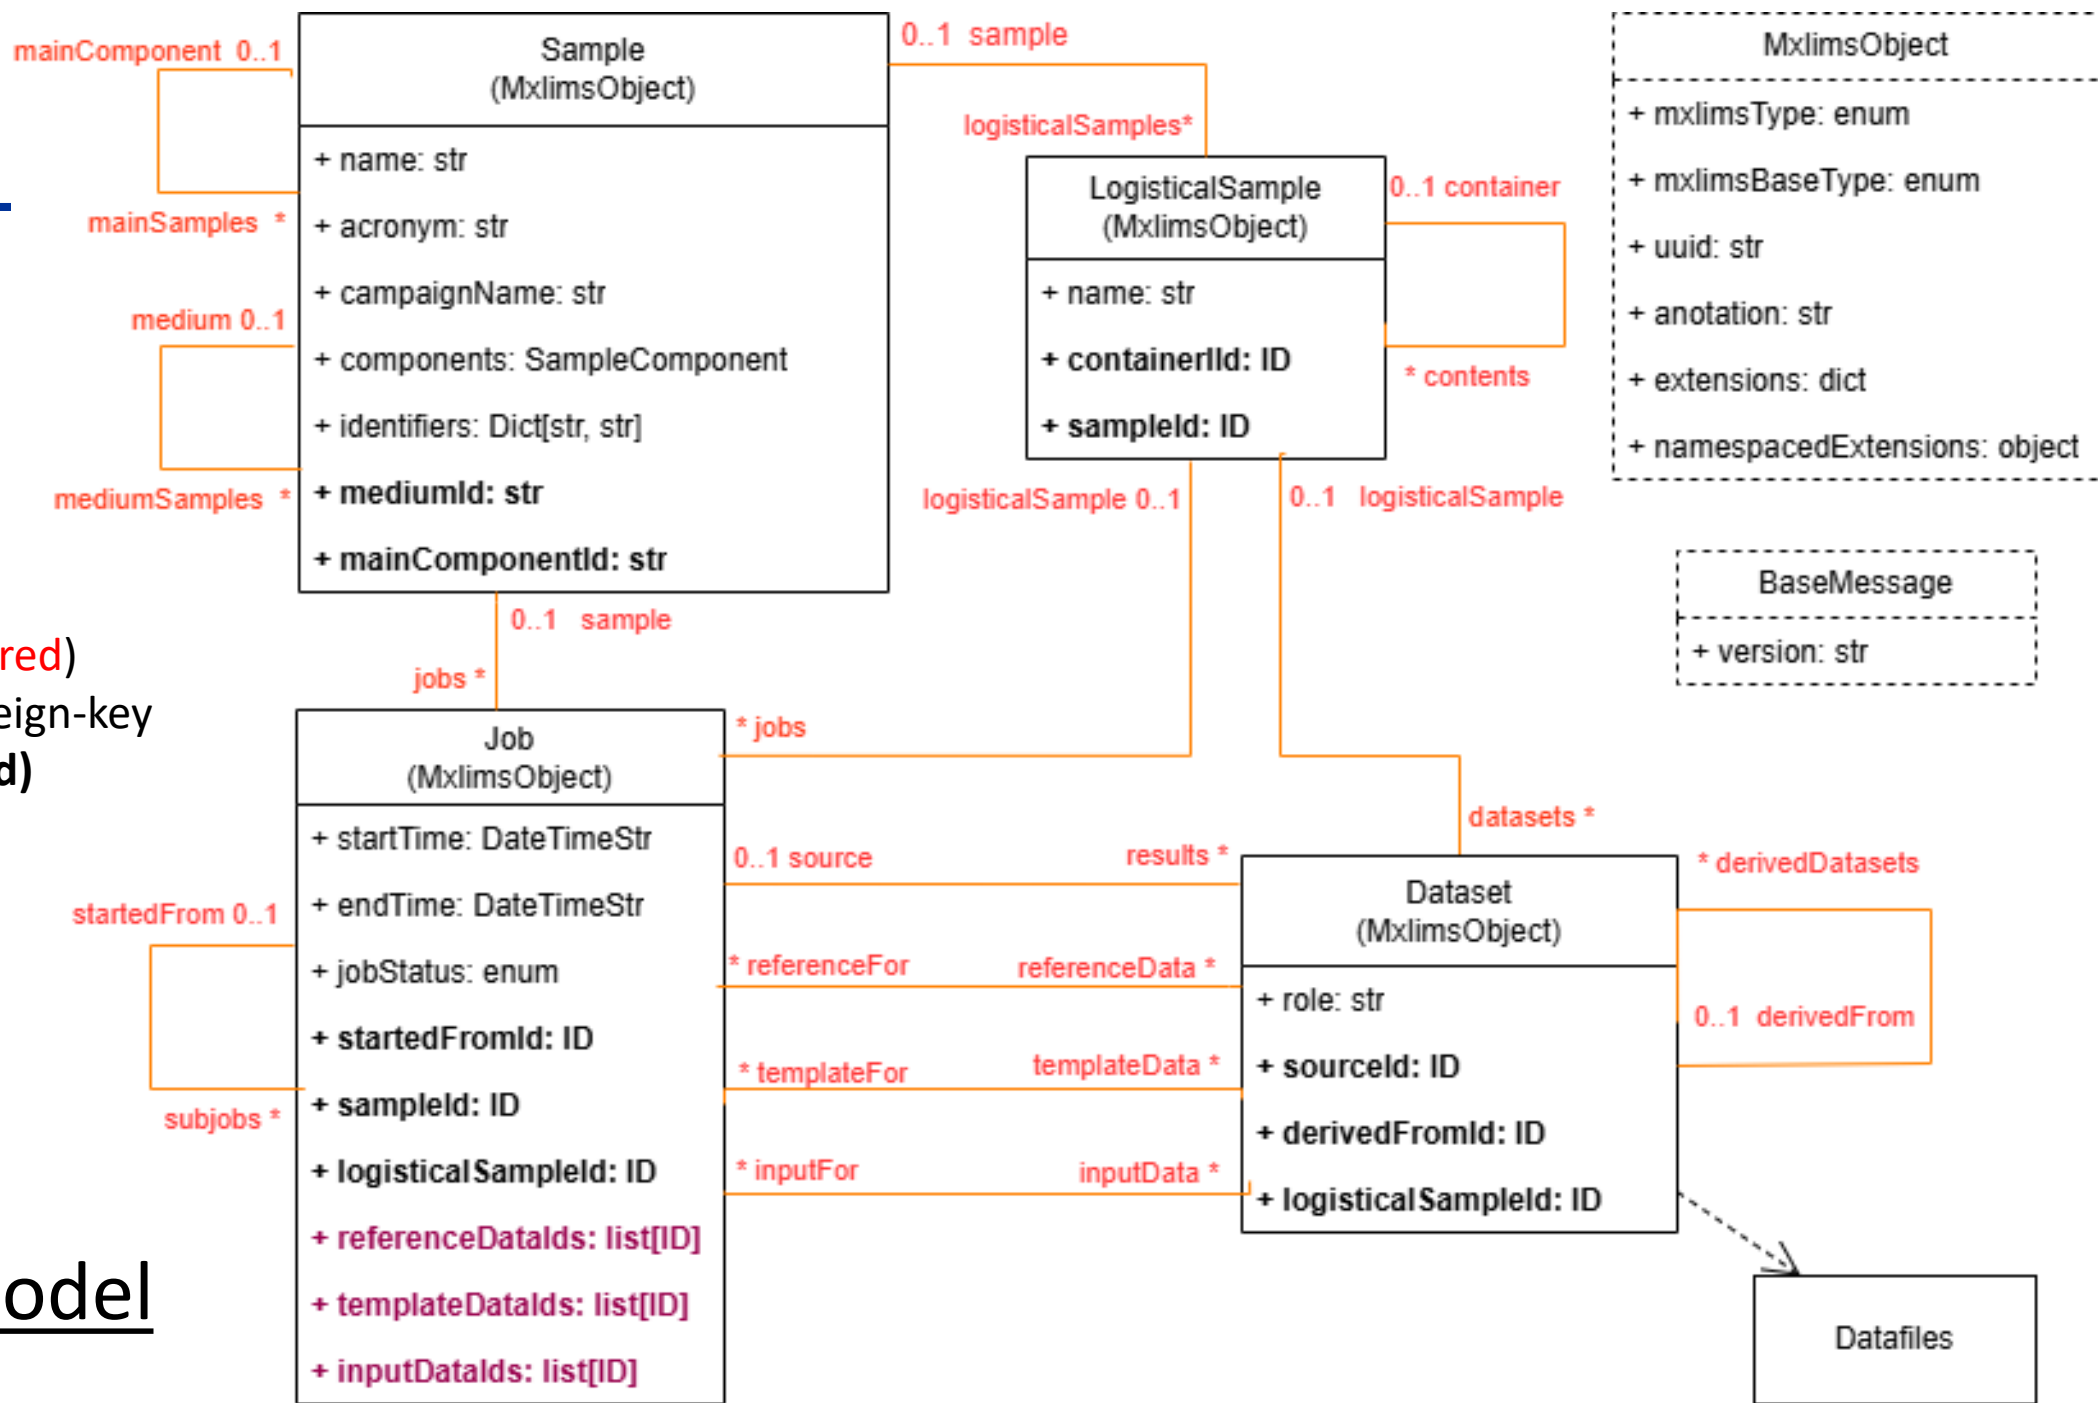 mainComponent 0..1
mainSamples *
medium 0..1
mediumSamples *
Sample
(MxlimsObject)
+ name: str
+ acronym: str
+ campaignName: str
+ components: SampleComponent
+ identifiers: Dict[str, str]
+ mediumId: str
+ mainComponentId: str
0..1 sample
logisticalSamples*
LogisticalSample
(MxlimsObject)
+ name: str
+ containerIId: ID
+ sampleId: ID
0..1 container
* contents
MxlimsObject
+ mxlimsType: enum
+ mxlimsBaseType: enum
+ uuid: str
+ anotation: str
+ extensions: dict
+ namespacedExtensions: object
logisticalSample 0..1
0..1 logisticalSample
BaseMessage
+ version: str
0..1 sample
jobs *
red)
eign-key
d)
Job
(MxlimsObject)
+ startTime: DateTimeStr
+ endTime: DateTimeStr
+ jobStatus: enum
+ startedFromId: ID
+ sampleId: ID
+ logisticalSampleId: ID
+ referenceDataIds: list[ID]
+ templateDataIds: list[ID]
+ inputDataIds: list[ID]
startedFrom 0..1
subjobs *
* jobs
datasets *
0..1 source
results *
* referenceFor
referenceData *
* templateFor
templateData *
* inputFor
inputData *
Dataset
(MxlimsObject)
+ role: str
+ sourceId: ID
+ derivedFromId: ID
+ logisticalSampleId: ID
* derivedDatasets
0..1 derivedFrom
Datafiles
odel